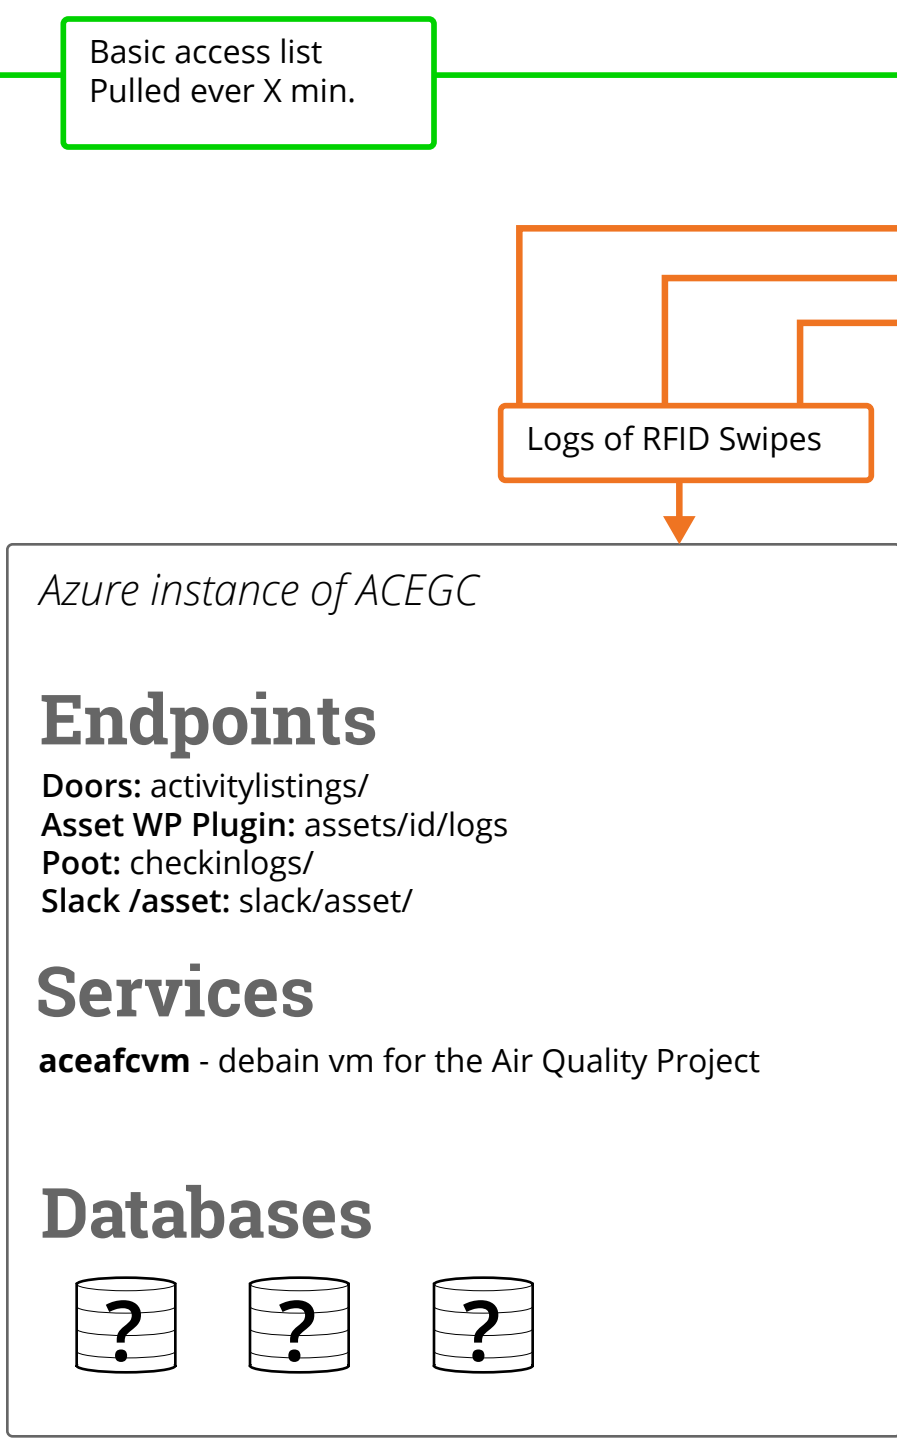 Basic access list
Pulled ever X min.
Logs of RFID Swipes
Azure instance of ACEGC
Endpoints
Doors: activitylistings/
Asset WP Plugin: assets/id/logs
Poot: checkinlogs/
Slack /asset: slack/asset/
Services
aceafcvm - debain vm for the Air Quality Project
Databases
? ? ?